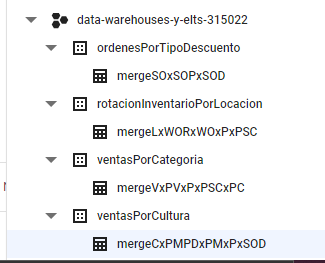 data-warehouses-y-elts-315022
ordenesPorTipoDescuento
mergeSOxSOPxSOD
rotacionInventarioPorLocacion
mergeLxWORxWOxPxPSC
ventasPorCategoria
mergeVxPVxPxPSCxPC
ventasPorCultura
mergeCxPMPDxPMxPxSOD